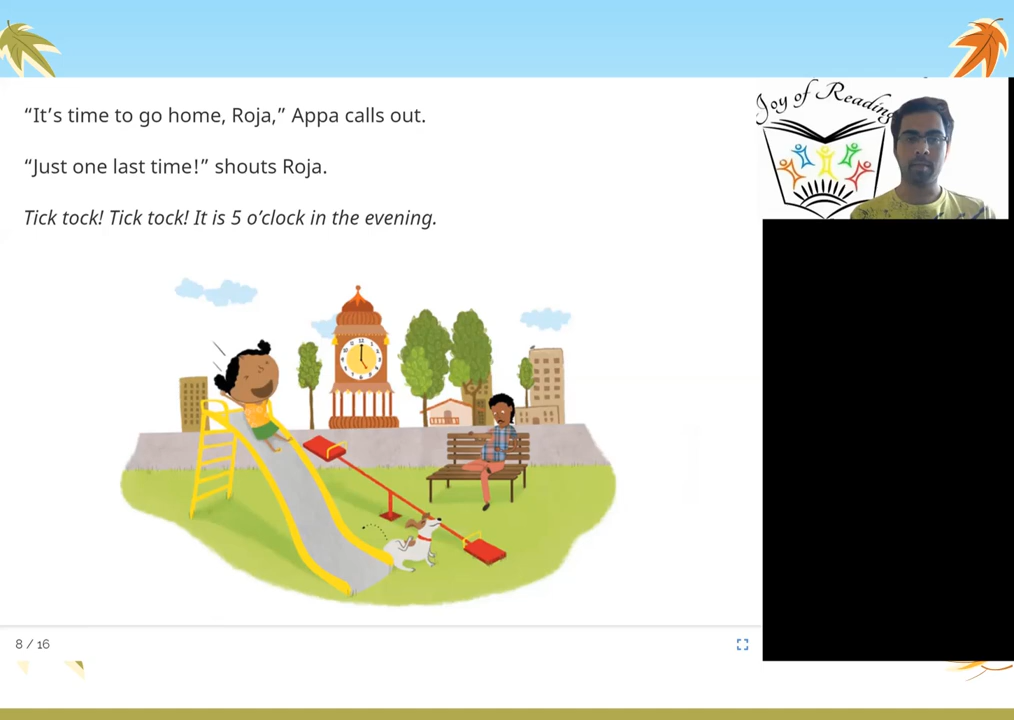 “It’s time to go home, Roja,” Appa calls out.
“Just one last time!” shouts Roja.
Tick tock! Tick tock! It is 5 o’clock in the evening.
Joy of Reading
8 / 16